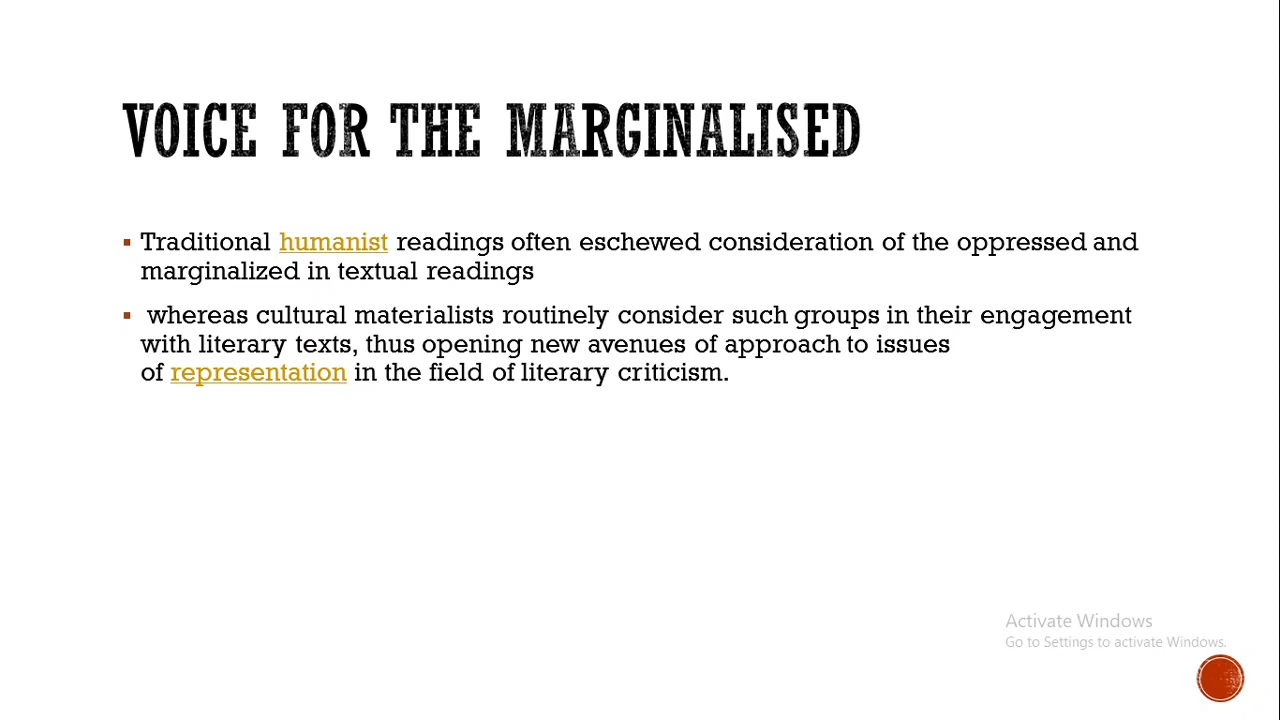 VOICE FOR THE MARGINALISED
▪ Traditional humanist readings often eschewed consideration of the oppressed and
marginalized in textual readings
▪ whereas cultural materialists routinely consider such groups in their engagement
with literary texts, thus opening new avenues of approach to issues
of representation in the field of literary criticism.
Activate Windows
Go to Settings to activate Windows.